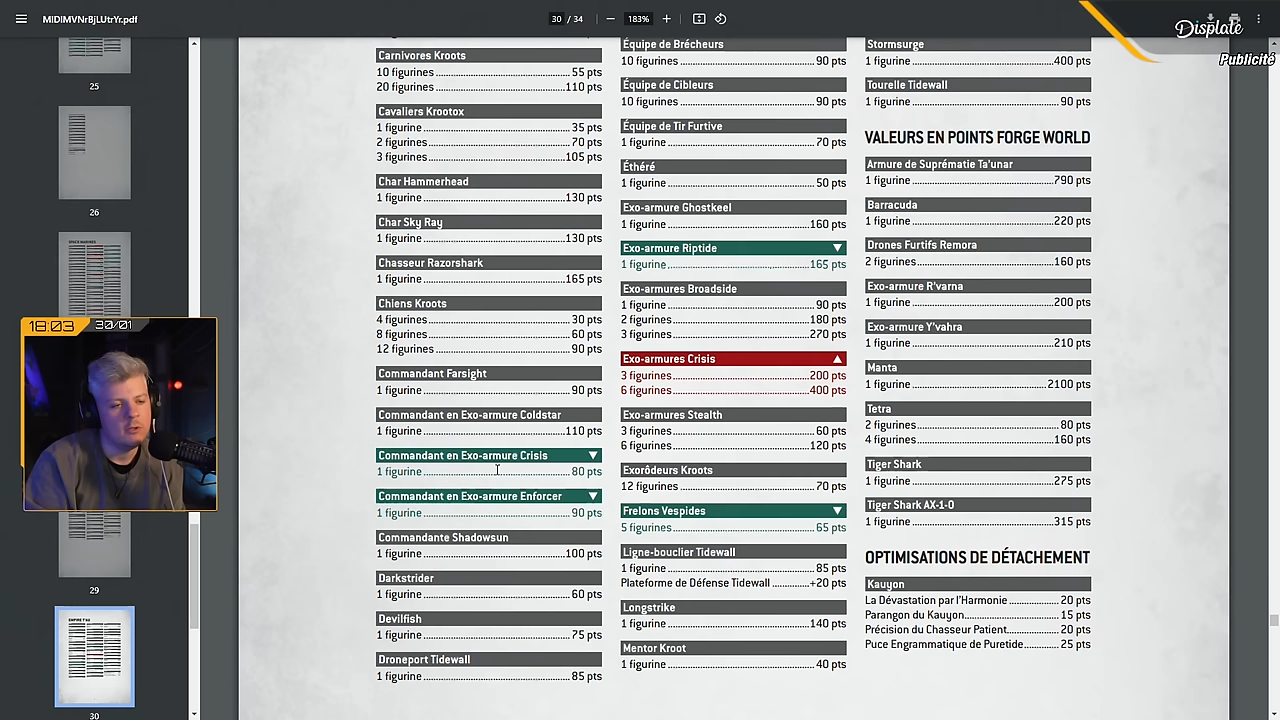 MlDlMVNrBjLUtrYr.pdf
30 / 34
183%
Displate
Publicité
25
26
29
30
18:03
30/01
Carnivores Kroots
10 figurines 55 pts
20 figurines 110 pts
Cavaliers Krootox
1 figurine 35 pts
2 figurines 70 pts
3 figurines 105 pts
Char Hammerhead
1 figurine 130 pts
Char Sky Ray
1 figurine 130 pts
Chasseur Razorshark
1 figurine 165 pts
Chiens Kroots
4 figurines 30 pts
8 figurines 60 pts
12 figurines 90 pts
Commandant Farsight
1 figurine 90 pts
Commandant en Exo-armure Coldstar
1 figurine 110 pts
Commandant en Exo-armure Crisis ▼
1 figurine 80 pts
Commandant en Exo-armure Enforcer ▼
1 figurine 90 pts
Commandante Shadowsun
1 figurine 100 pts
Darkstrider
1 figurine 60 pts
Devilfish
1 figurine 75 pts
Droneport Tidewall
1 figurine 85 pts
Équipe de Brécheurs
10 figurines 90 pts
Équipe de Cibleurs
10 figurines 90 pts
Équipe de Tir Furtive
1 figurine 70 pts
Éthéré
1 figurine 50 pts
Exo-armure Ghostkeel
1 figurine 160 pts
Exo-armure Riptide ▼
1 figurine 165 pts
Exo-armures Broadside
1 figurine 90 pts
2 figurines 180 pts
3 figurines 270 pts
Exo-armures Crisis ▲
3 figurines 200 pts
6 figurines 400 pts
Exo-armures Stealth
3 figurines 60 pts
6 figurines 120 pts
Exorôdeurs Kroots
12 figurines 70 pts
Frelons Vespides ▼
5 figurines 65 pts
Ligne-bouclier Tidewall
1 figurine 85 pts
Plateforme de Défense Tidewall +20 pts
Longstrike
1 figurine 140 pts
Mentor Kroot
1 figurine 40 pts
Stormsurge
1 figurine 400 pts
Tourelle Tidewall
1 figurine 90 pts
VALEURS EN POINTS FORGE WORLD
Armure de Suprématie Ta'unar
1 figurine 790 pts
Barracuda
1 figurine 220 pts
Drones Furtifs Remora
2 figurines 160 pts
Exo-armure R'varna
1 figurine 200 pts
Exo-armure Y'vahra
1 figurine 210 pts
Manta
1 figurine 2100 pts
Tetra
2 figurines 80 pts
4 figurines 160 pts
Tiger Shark
1 figurine 275 pts
Tiger Shark AX-1-0
1 figurine 315 pts
OPTIMISATIONS DE DÉTACHEMENT
Kauyon
La Dévastation par l'Harmonie 20 pts
Parangon du Kauyon 15 pts
Précision du Chasseur Patient 20 pts
Puce Engrammatique de Puretide 25 pts